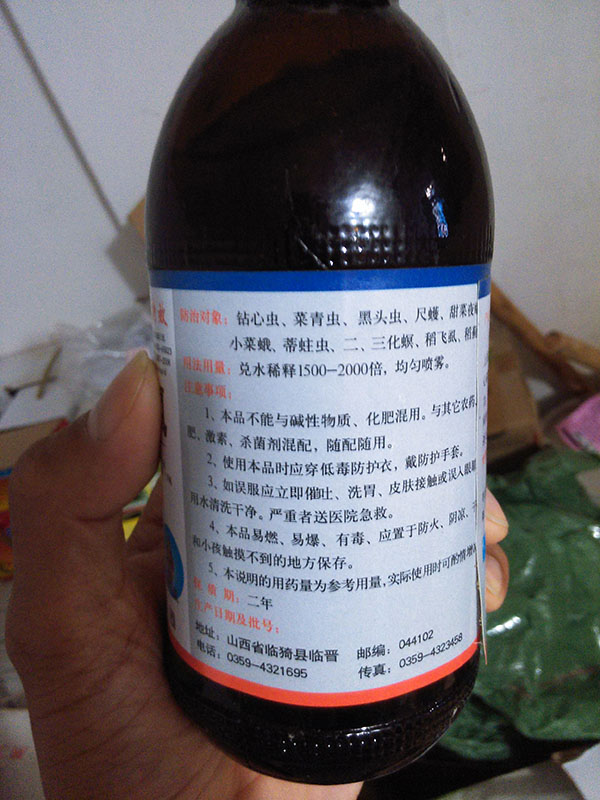 防治对象：钻心虫、菜青虫、黑头虫、尺蠖、甜菜夜
小菜蛾、蒂蛀虫、二、三化螟、稻飞虱、稻蓟
用法用量：兑水稀释1500—2000倍，均匀喷雾。
注意事项：
1、本品不能与碱性物质、化肥混用。与其它农药、
肥、激素、杀菌剂混配，随配随用。
2、使用本品时应穿低毒防护衣，戴防护手套。
3、如误服应立即催吐、洗胃、皮肤接触或误入眼睛
用水清洗干净。严重者送医院急救。
4、本品易燃、易爆、有毒、应置于防火、阴凉、干
和小孩触摸不到的地方保存。
5、本说明的用药量为参考用量，实际使用时可酌情增
保质期：二年
生产日期及批号：
地址：山西省临猗县临晋 邮编：044102
电话：0359-4321695 传真：0359-4323458